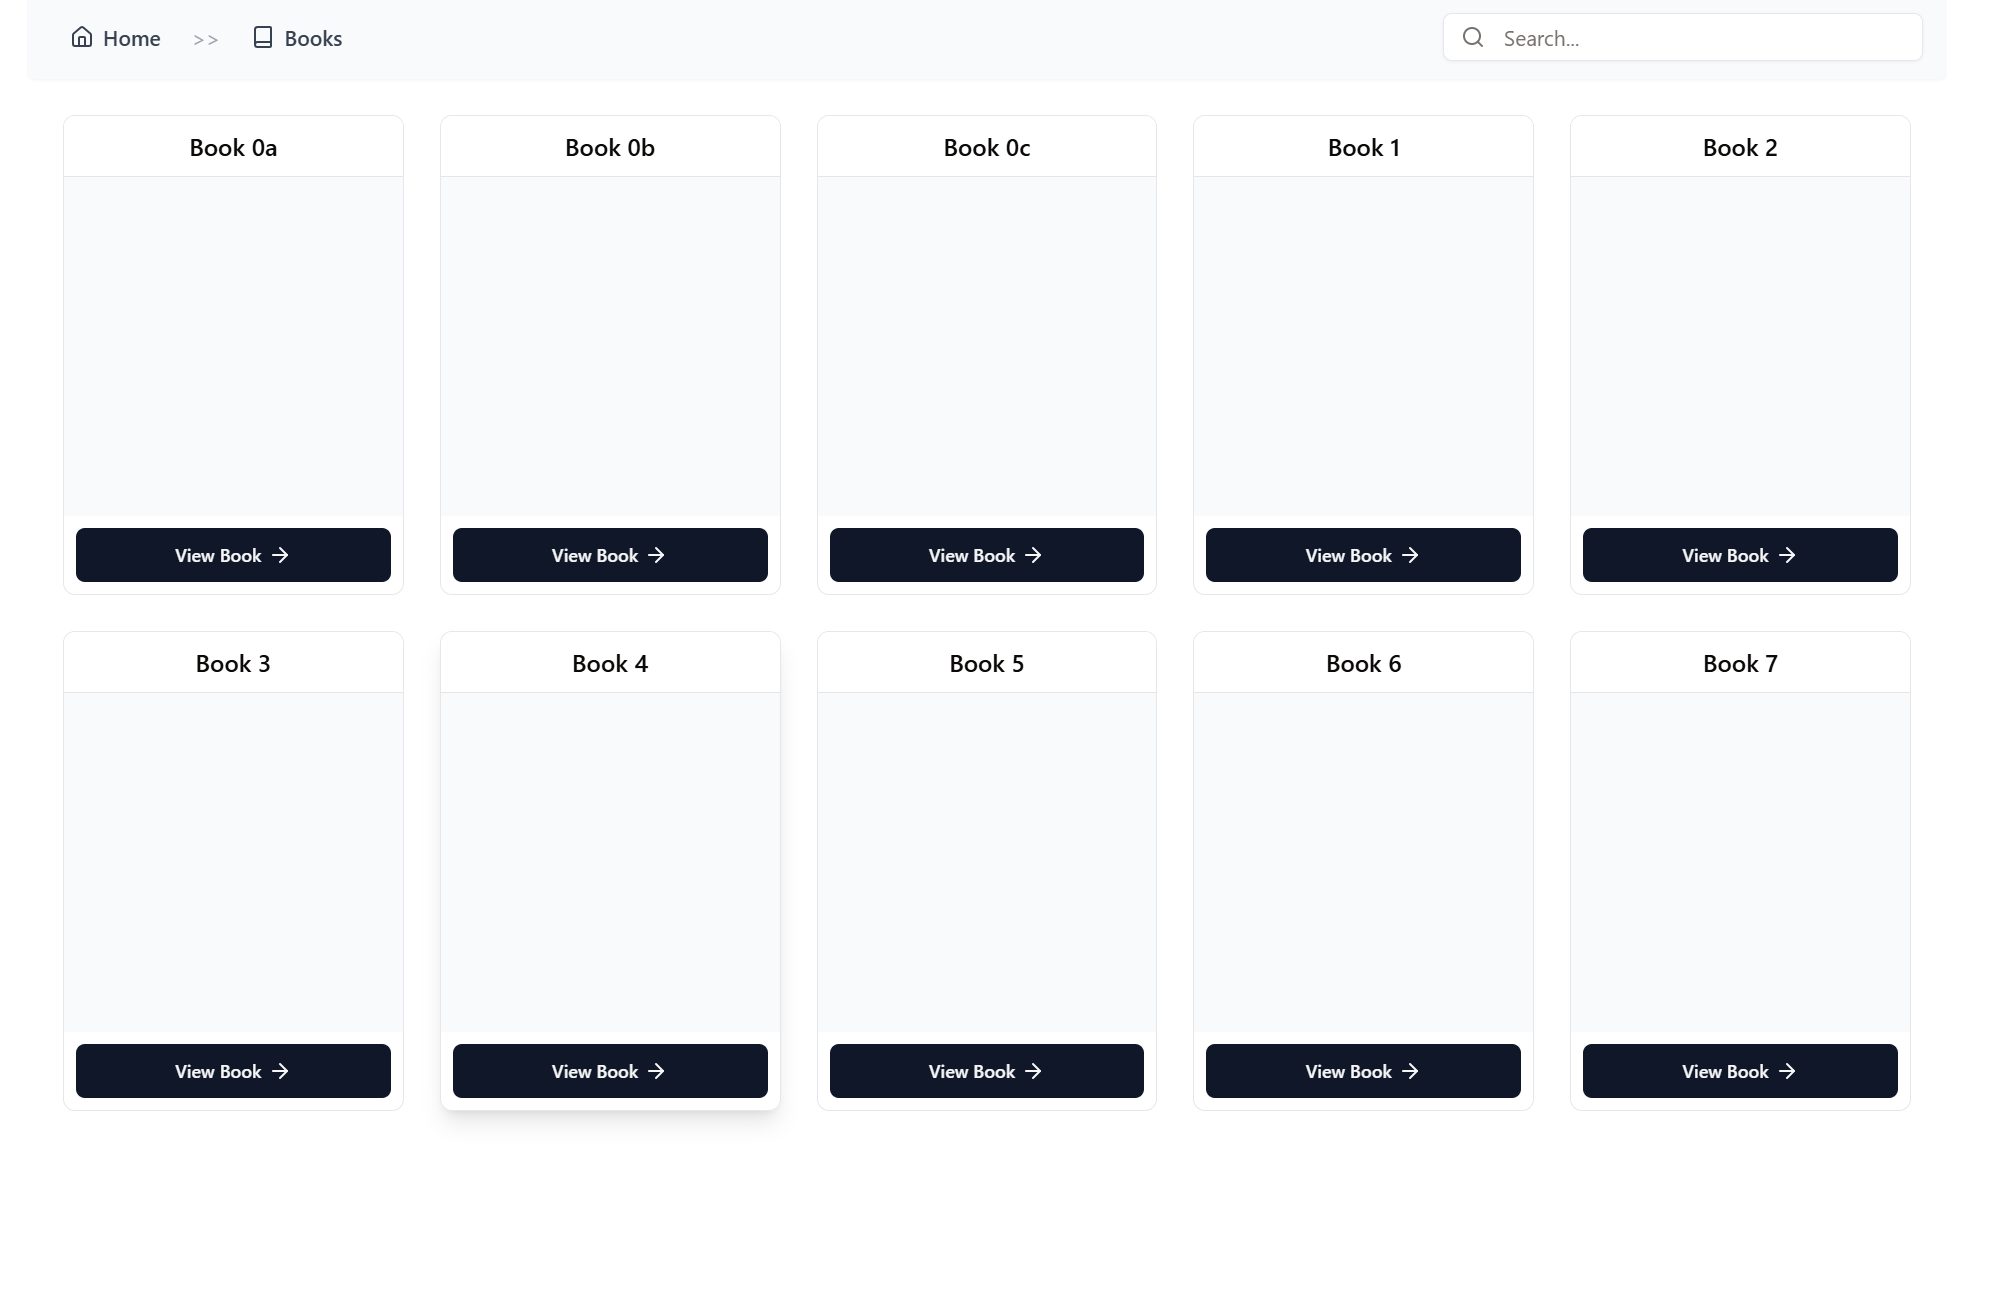 Home >> Books Search...
Book 0a Book 0b Book 0c Book 1 Book 2
View Book → View Book → View Book → View Book → View Book →
Book 3 Book 4 Book 5 Book 6 Book 7
View Book → View Book → View Book → View Book → View Book →